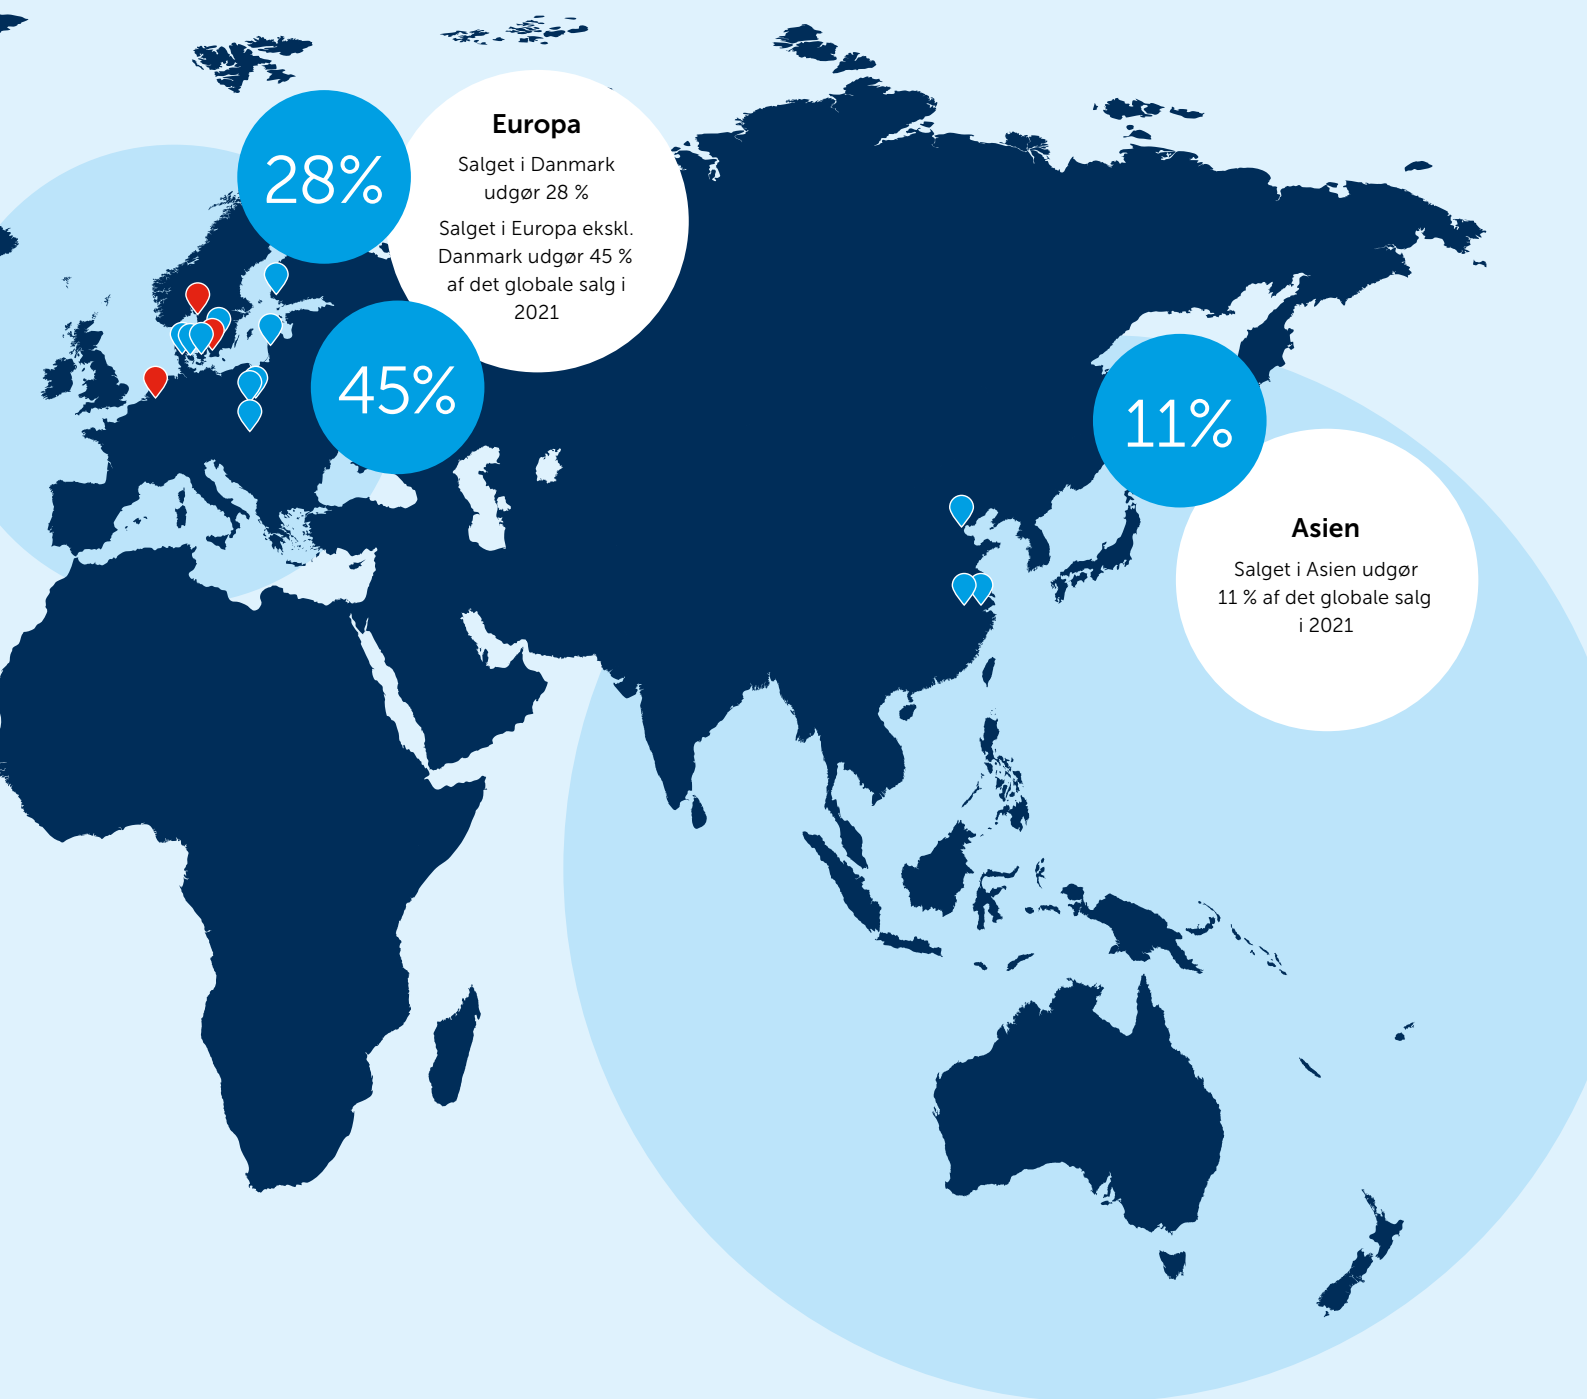 28%
Europa
Salget i Danmark
udgør 28 %
Salget i Europa ekskl.
Danmark udgør 45 %
af det globale salg i
2021
45%
11%
Asien
Salget i Asien udgør
11 % af det globale salg
i 2021